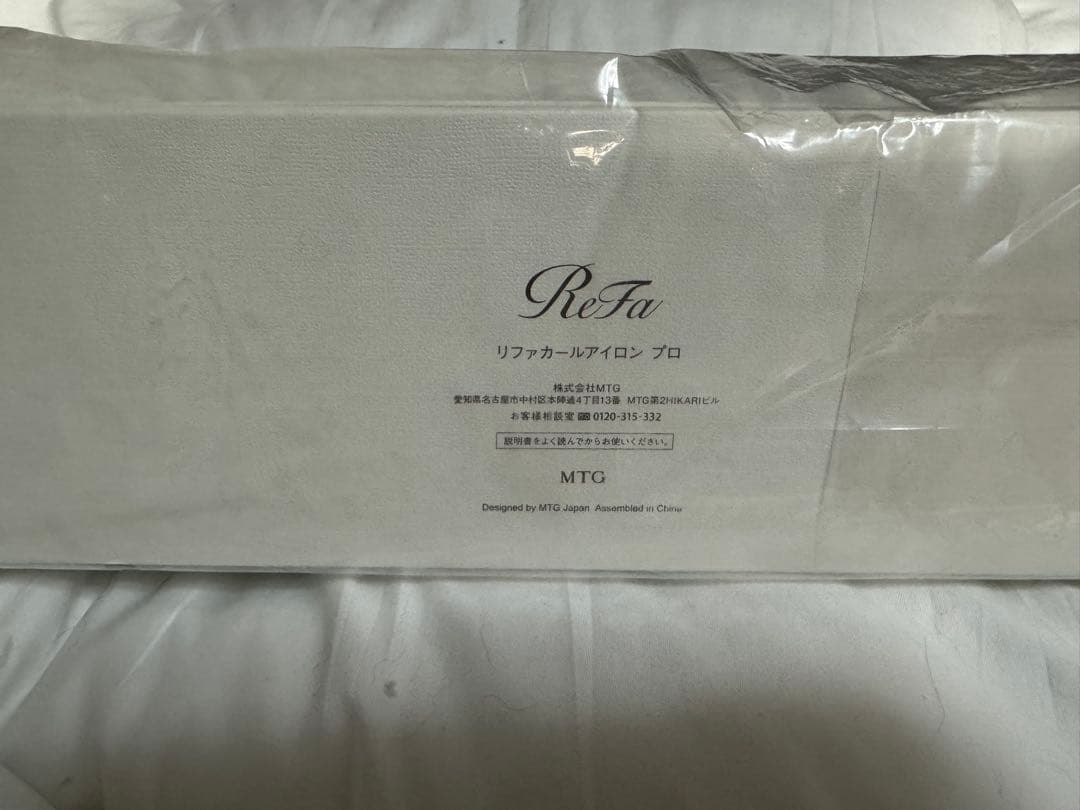 ReFa
リファカールアイロン プロ
株式会社MTG
愛知県名古屋市中村区本陣通4丁目13番 MTG第2HIKARIビル
お客様相談室 0120-315-332
説明書をよく読んでからお使いください。
MTG
Designed by MTG Japan Assembled in China